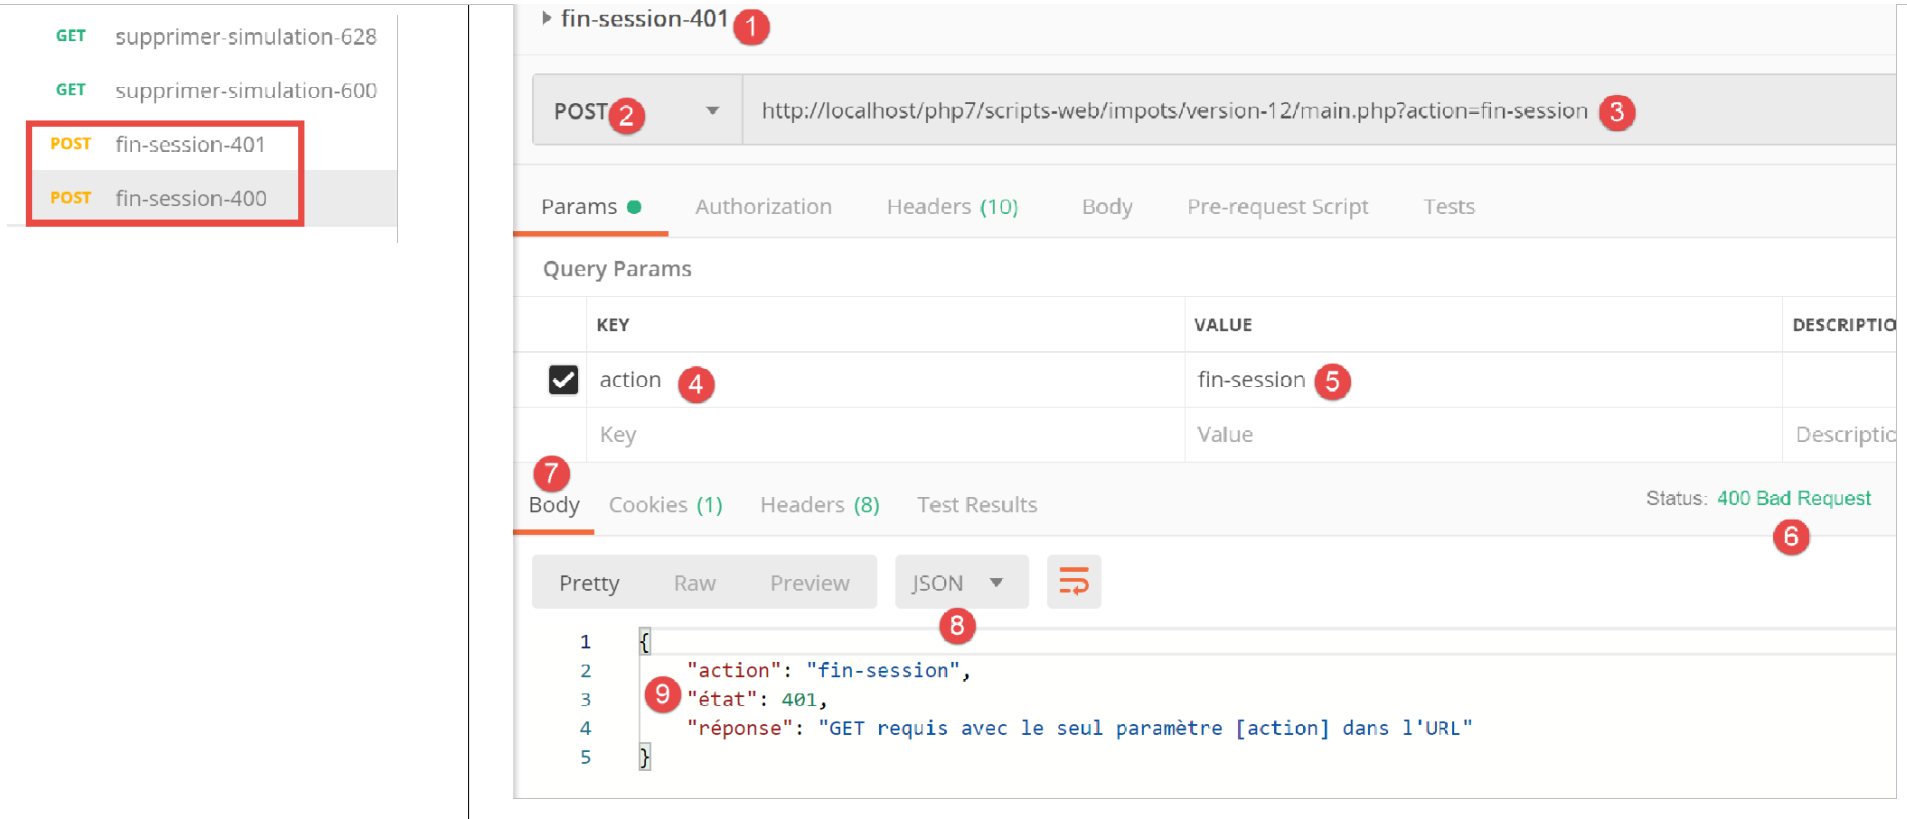 GET supprimer-simulation-628
GET supprimer-simulation-600
POST fin-session-401
POST fin-session-400
fin-session-401 1
POST 2 http://localhost/php7/scripts-web/impots/version-12/main.php?action=fin-session 3
Params Authorization Headers (10) Body Pre-request Script Tests
Query Params
KEY VALUE DESCRIPTIO
action 4 fin-session 5
Key Value Descriptio
7
Body Cookies (1) Headers (8) Test Results Status: 400 Bad Request
6
Pretty Raw Preview JSON
8
1 {
2 "action": "fin-session",
3 9 "état": 401,
4 "réponse": "GET requis avec le seul paramètre [action] dans l'URL"
5 }